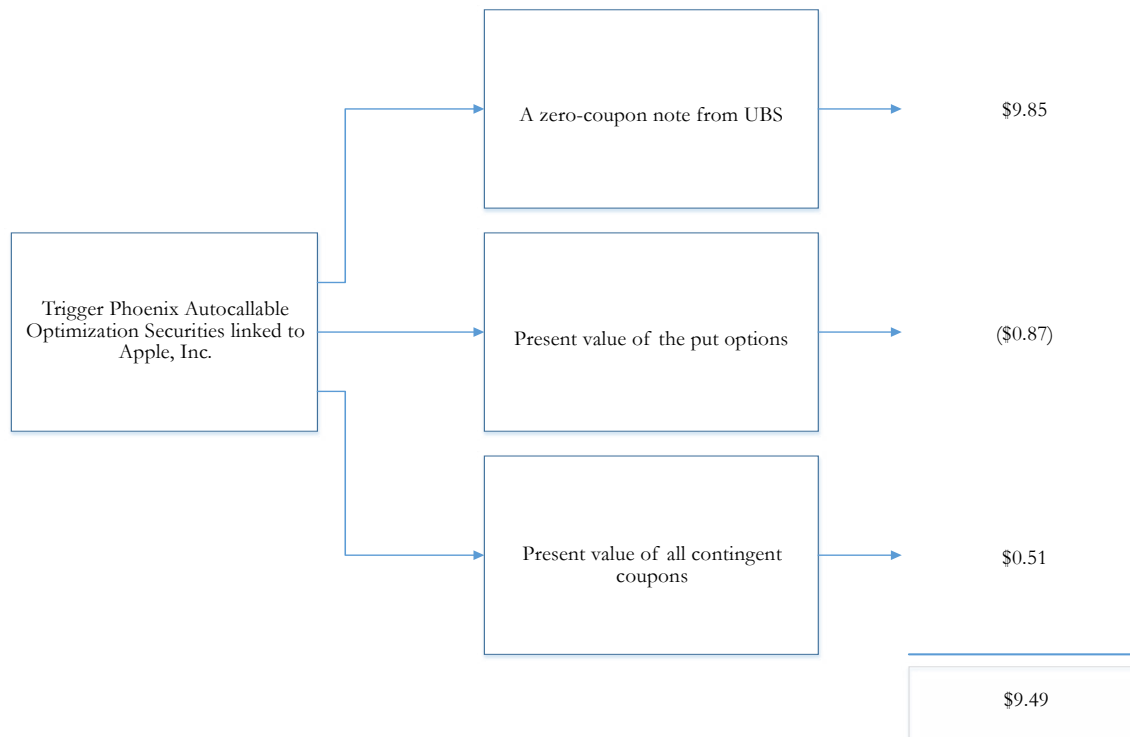 A zero-coupon note from UBS
$9.85
Trigger Phoenix Autocallable
Optimization Securities linked to
Apple, Inc.
Present value of the put options
($0.87)
Present value of all contingent
coupons
$0.51
$9.49